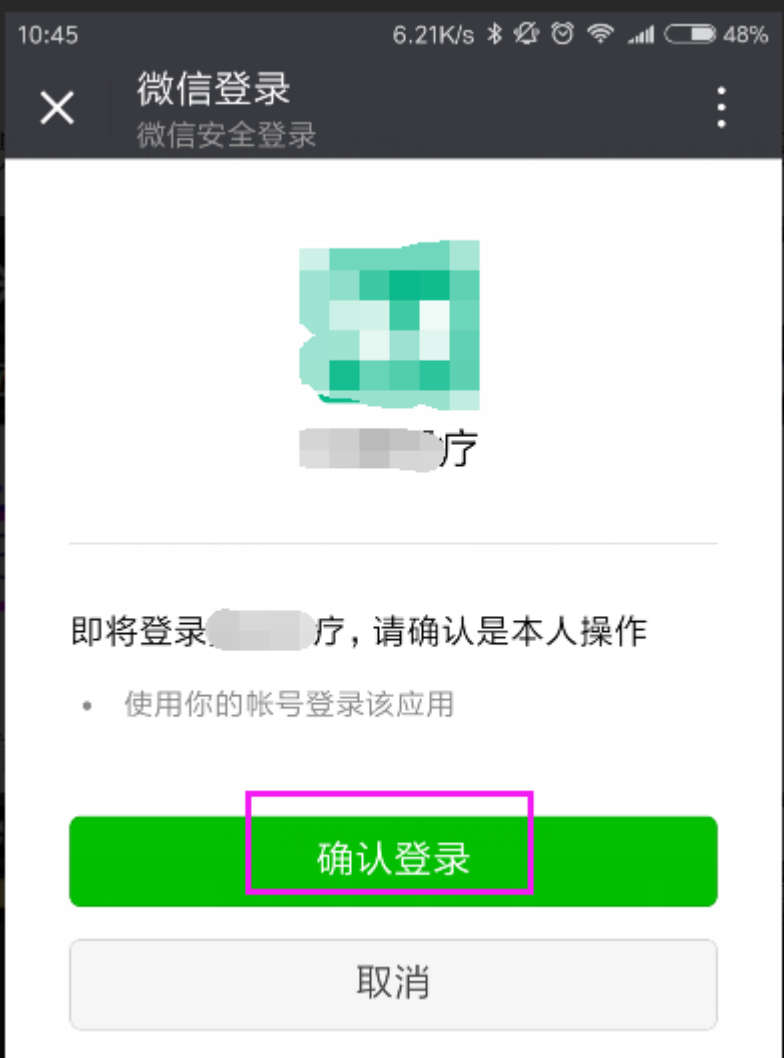 10:45 6.21K/s 48%
微信登录
微信安全登录
疗
即将登录 疗,请确认是本人操作
• 使用你的帐号登录该应用
确认登录
取消